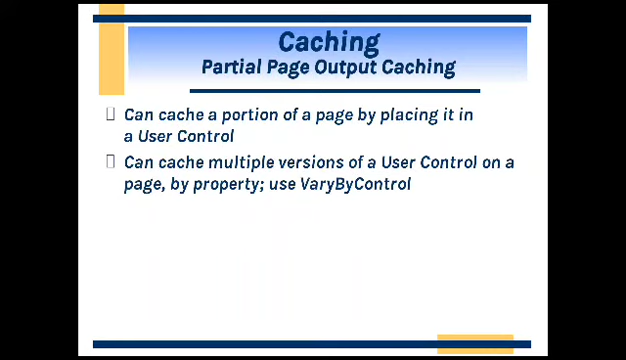 Caching
Partial Page Output Caching
Can cache a portion of a page by placing it in
a User Control
Can cache multiple versions of a User Control on a
page, by property; use VaryByControl